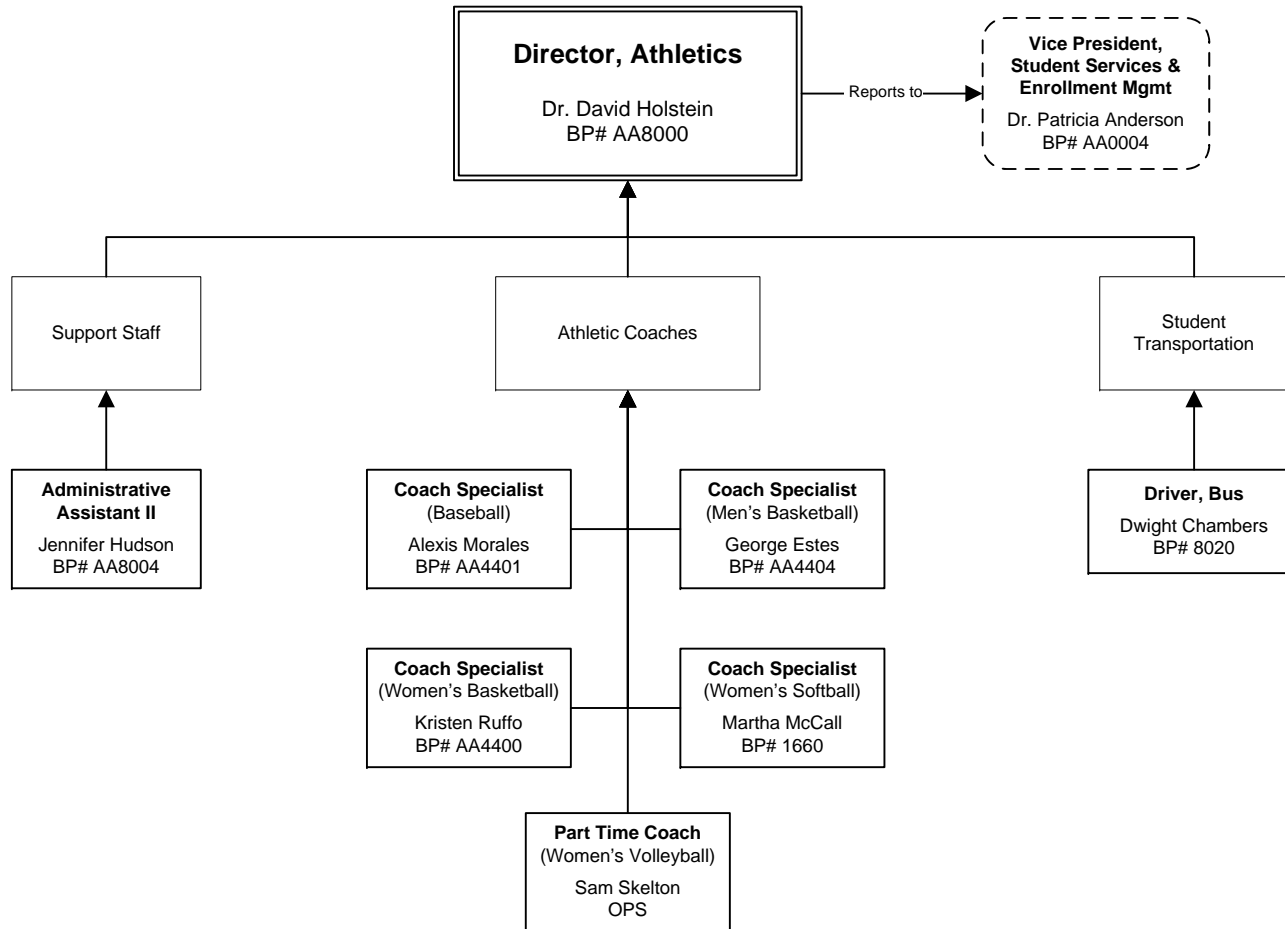 Director, Athletics
Dr. David Holstein
BP# AA8000
Reports to
Vice President,
Student Services &
Enrollment Mgmt
Dr. Patricia Anderson
BP# AA0004
Support Staff
Athletic Coaches
Student
Transportation
Administrative
Assistant II
Jennifer Hudson
BP# AA8004
Coach Specialist
(Baseball)
Alexis Morales
BP# AA4401
Coach Specialist
(Men's Basketball)
George Estes
BP# AA4404
Driver, Bus
Dwight Chambers
BP# 8020
Coach Specialist
(Women's Basketball)
Kristen Ruffo
BP# AA4400
Coach Specialist
(Women's Softball)
Martha McCall
BP# 1660
Part Time Coach
(Women's Volleyball)
Sam Skelton
OPS